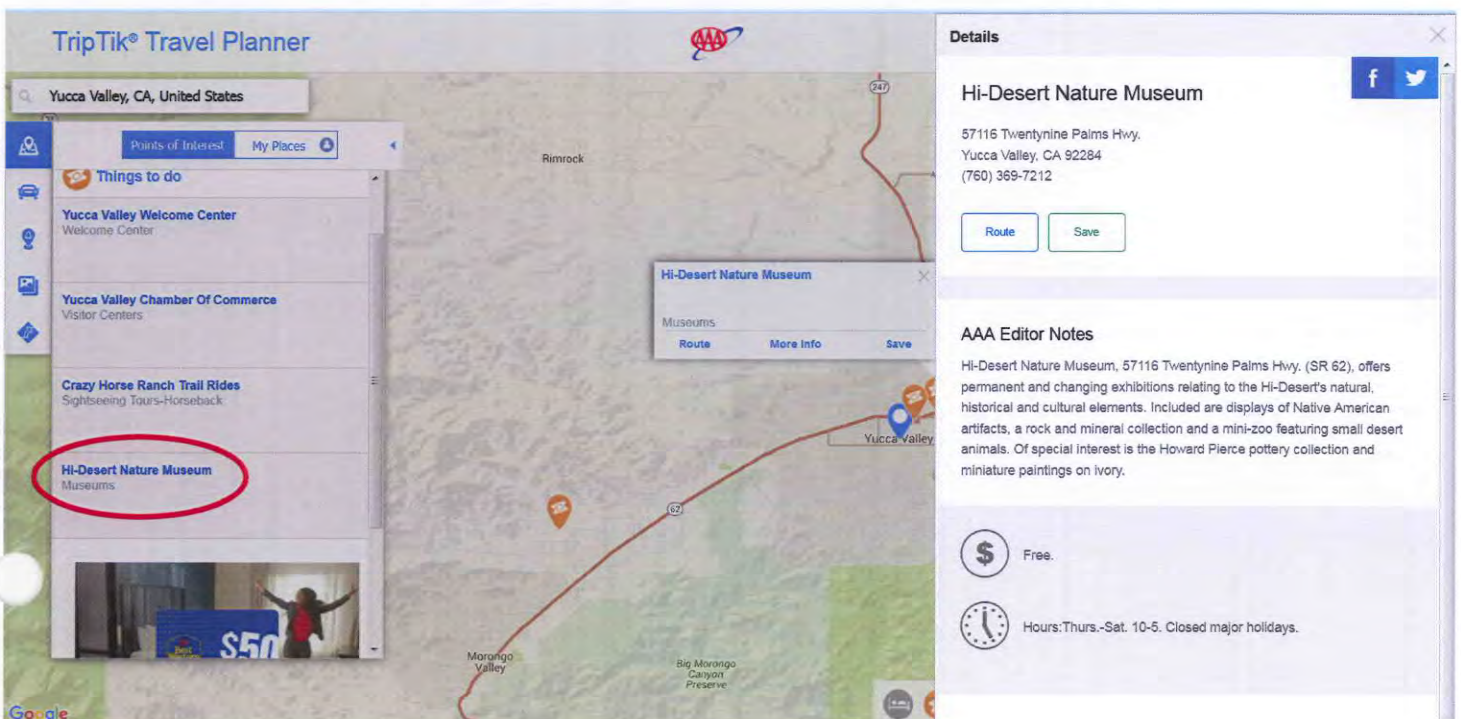 TripTik® Travel Planner
AAA
Yucca Valley, CA, United States
Points of Interest
My Places
Things to do
Yucca Valley Welcome Center
Welcome Center
Yucca Valley Chamber Of Commerce
Visitor Centers
Crazy Horse Ranch Trail Rides
Sightseeing Tours-Horseback
Hi-Desert Nature Museum
Museums
Best Western
$50
Google
Rimrock
247
Hi-Desert Nature Museum
Museums
Route More Info Save
Yucca Valley
62
Morongo
Valley
Big Morongo
Canyon
Preserve
Details
f
Hi-Desert Nature Museum
57116 Twentynine Palms Hwy.
Yucca Valley, CA 92284
(760) 369-7212
Route Save
AAA Editor Notes
Hi-Desert Nature Museum, 57116 Twentynine Palms Hwy. (SR 62), offers
permanent and changing exhibitions relating to the Hi-Desert's natural,
historical and cultural elements. Included are displays of Native American
artifacts, a rock and mineral collection and a mini-zoo featuring small desert
animals. Of special interest is the Howard Pierce pottery collection and
miniature paintings on ivory.
$
Free.
Hours:Thurs.-Sat. 10-5. Closed major holidays.